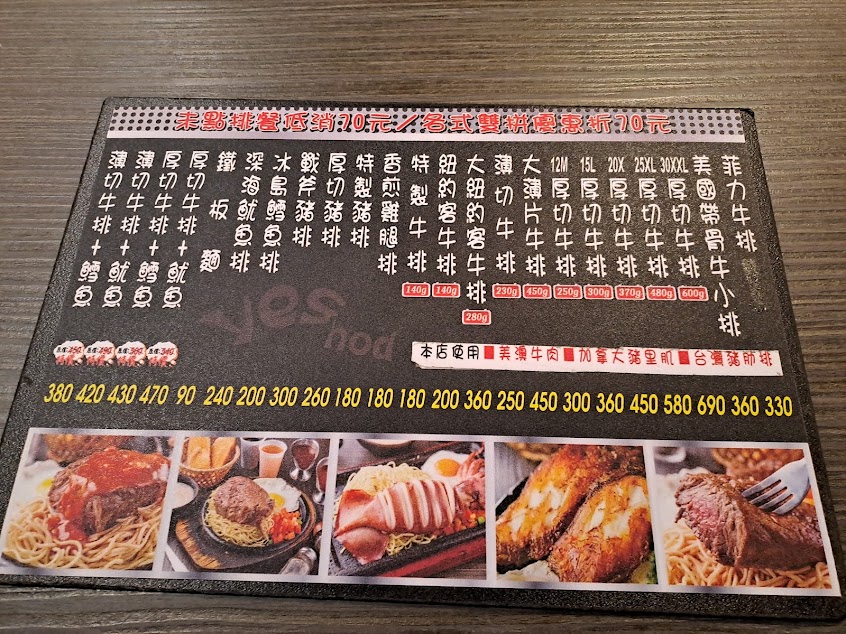 未點排餐低消70元/各式雙拼優惠折70元
菲力牛排
美國帶骨牛小排
30XXL厚切牛排
600g
25XL厚切牛排
480g
20X厚切牛排
370g
15L厚切牛排
300g
12M厚切牛排
250g
大薄片牛排
450g
薄切牛排
230g
大紐約客牛排
280g
紐約客牛排
140g
特製牛排
140g
香煎雞腿排
特製豬排
厚切豬排
戰斧豬排
冰島鱈魚排
深海魷魚排
鐵板麵
厚切牛排+魷魚
厚切牛排+鱈魚
薄切牛排+魷魚
薄切牛排+鱈魚
本店使用■美澳牛肉■加拿大豬里肌■台灣豬肋排
380 420 430 470 90 240 200 300 260 180 180 180 200 360 250 450 300 360 450 580 690 360 330